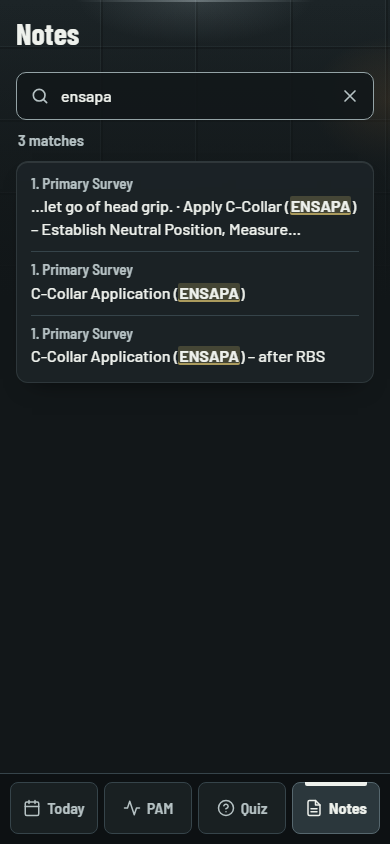 Notes
ensapa
3 matches
1. Primary Survey
...let go of head grip. · Apply C-Collar (ENSAPA)
– Establish Neutral Position, Measure...
1. Primary Survey
C-Collar Application (ENSAPA)
1. Primary Survey
C-Collar Application (ENSAPA) – after RBS
Today
PAM
Quiz
Notes